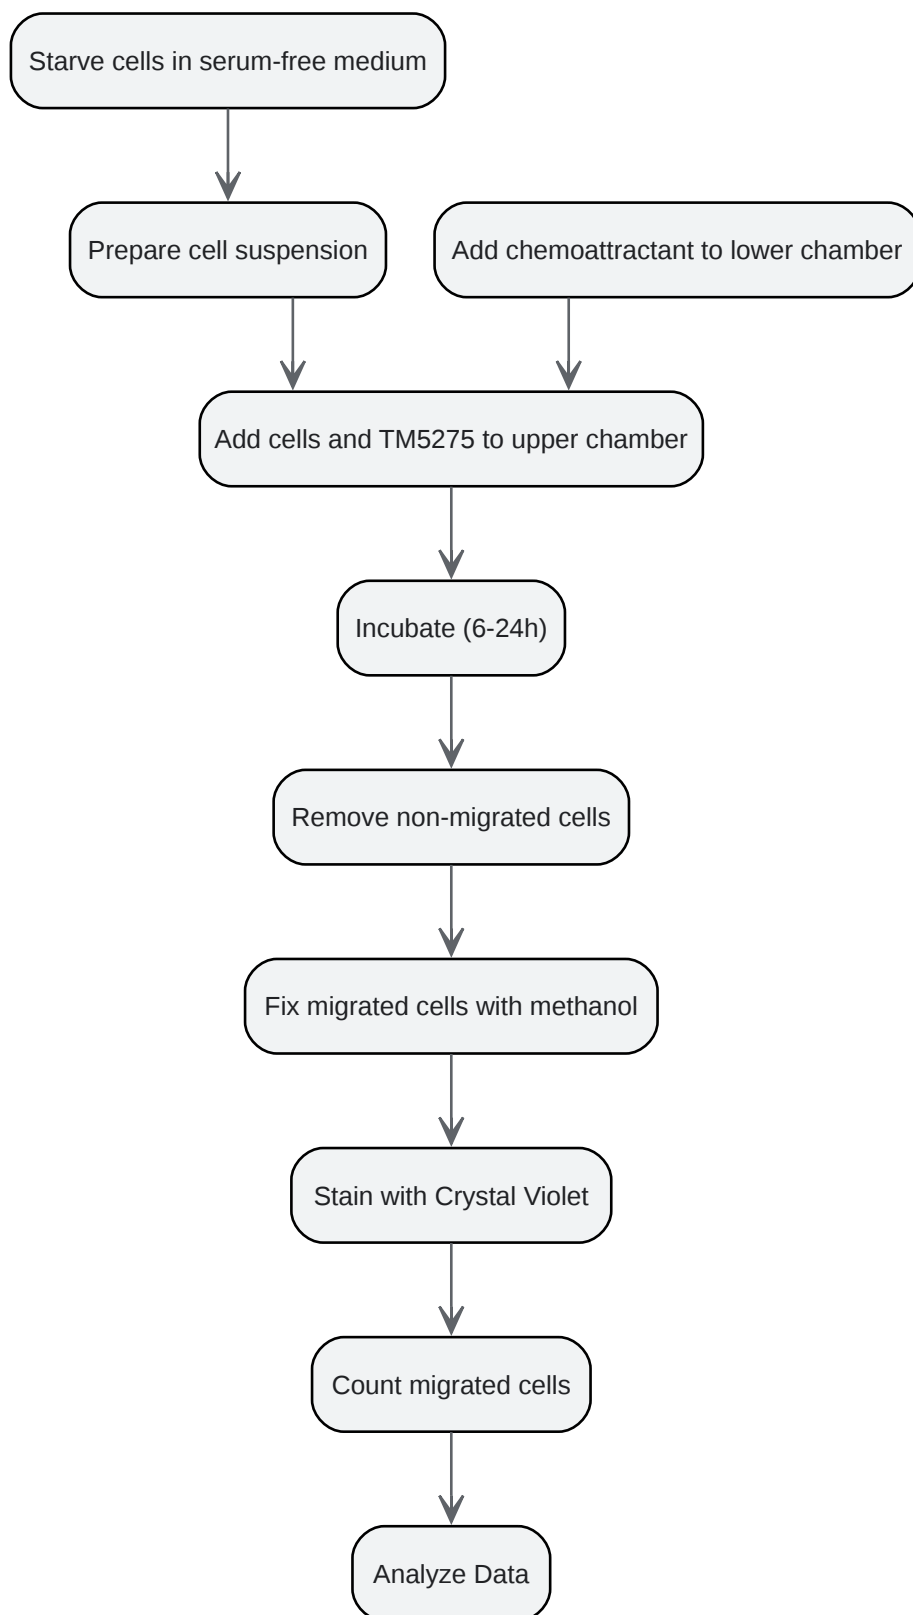 Starve cells in serum-free medium
Prepare cell suspension
Add chemoattractant to lower chamber
Add cells and TM5275 to upper chamber
Incubate (6-24h)
Remove non-migrated cells
Fix migrated cells with methanol
Stain with Crystal Violet
Count migrated cells
Analyze Data